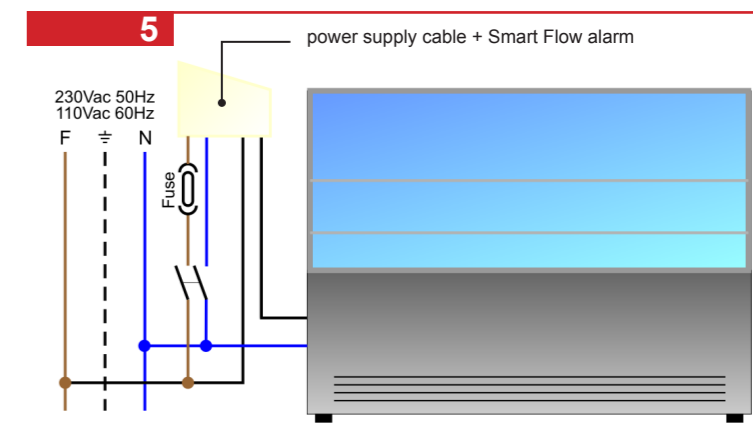 5
power supply cable + Smart Flow alarm
230Vac 50Hz
110Vac 60Hz
F ⏚ N
Fuse